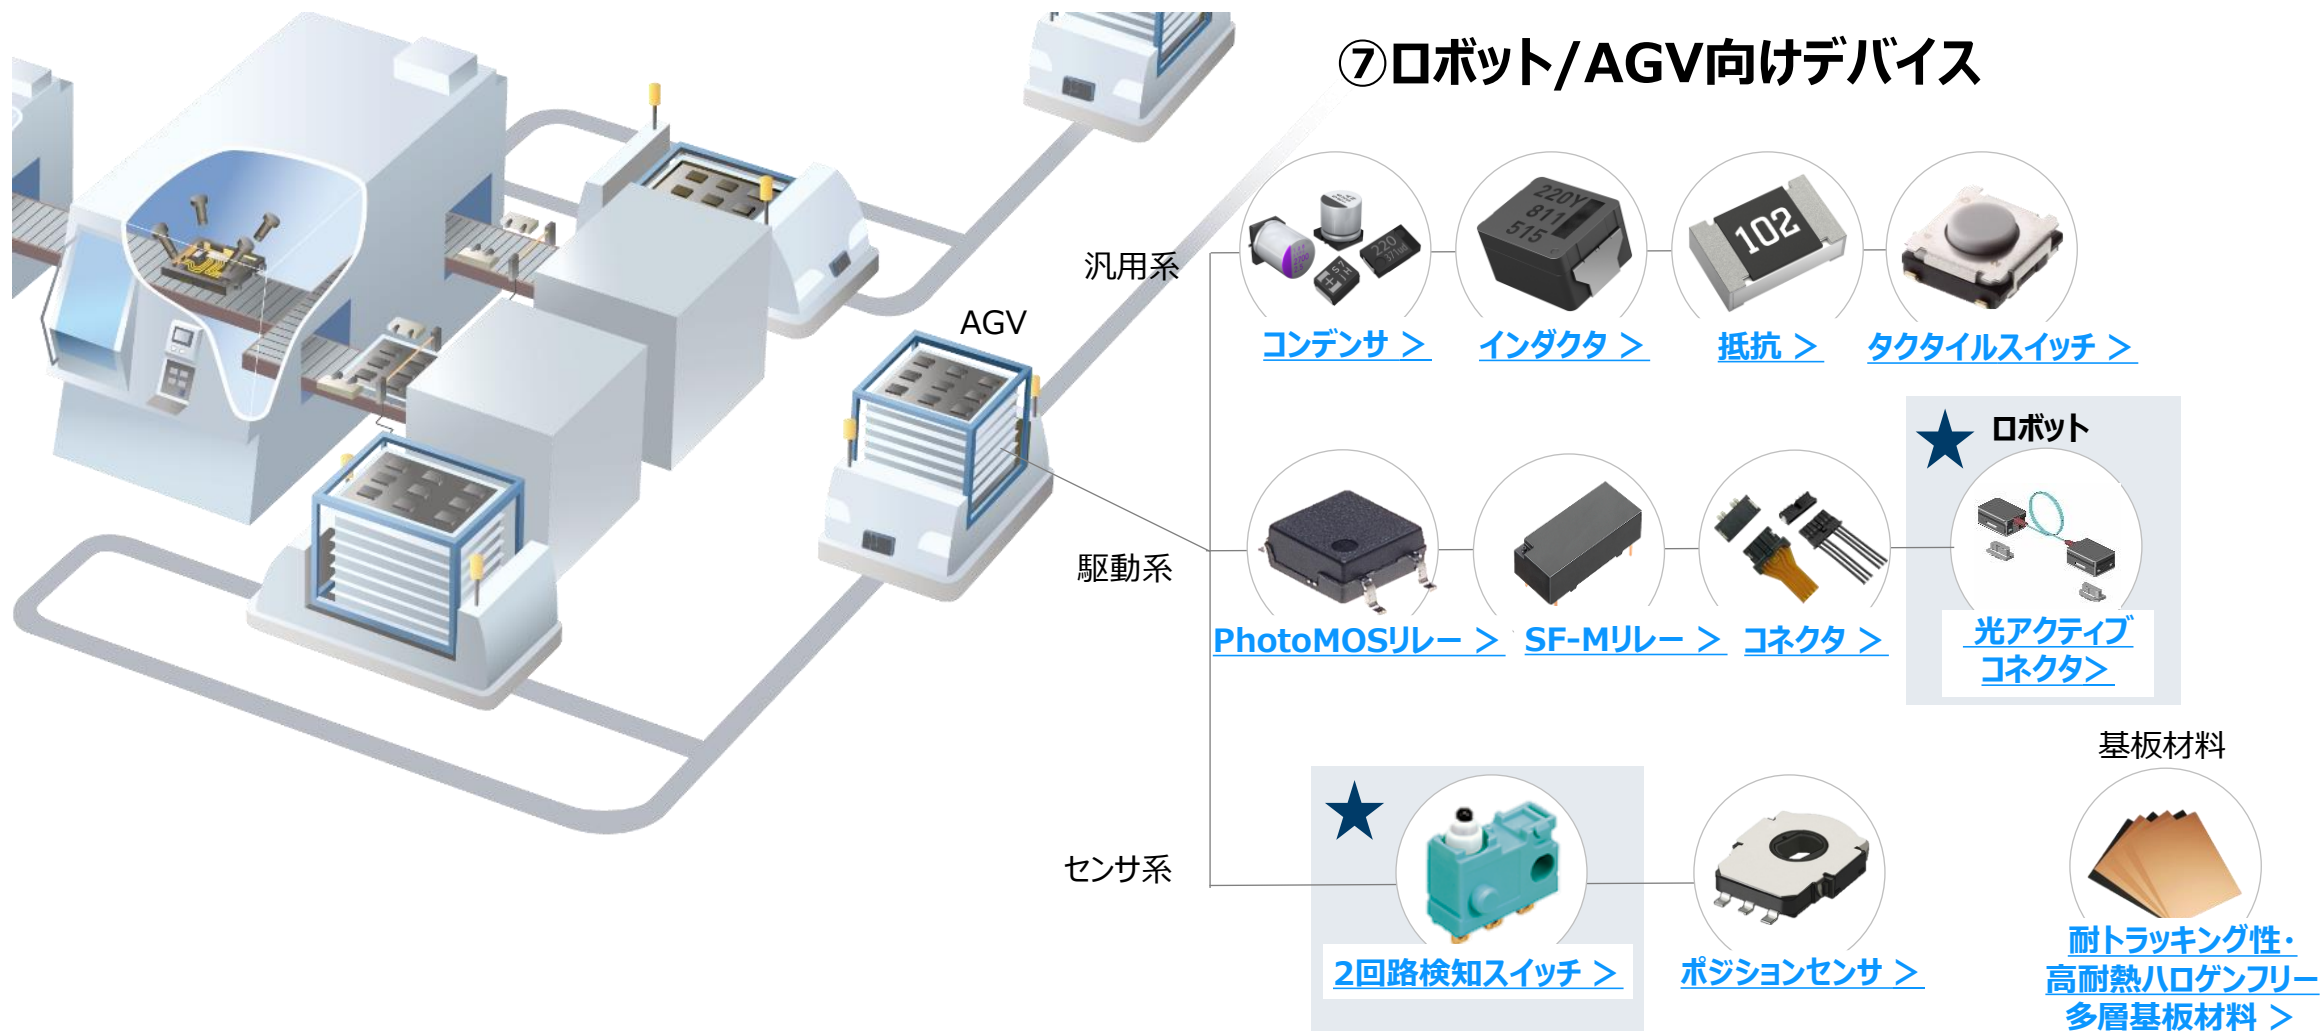 ⑦ロボット/AGV向けデバイス
汎用系
220Y
811
515
102
220
コンデンサ ＞
インダクタ ＞
抵抗 ＞
タクタイルスイッチ ＞
AGV
ロボット
駆動系
PhotoMOSリレー ＞
SF-Mリレー ＞
コネクタ ＞
光アクティブ
コネクタ＞
基板材料
センサ系
2回路検知スイッチ ＞
ポジションセンサ ＞
耐トラッキング性・
高耐熱ハロゲンフリー
多層基板材料 ＞